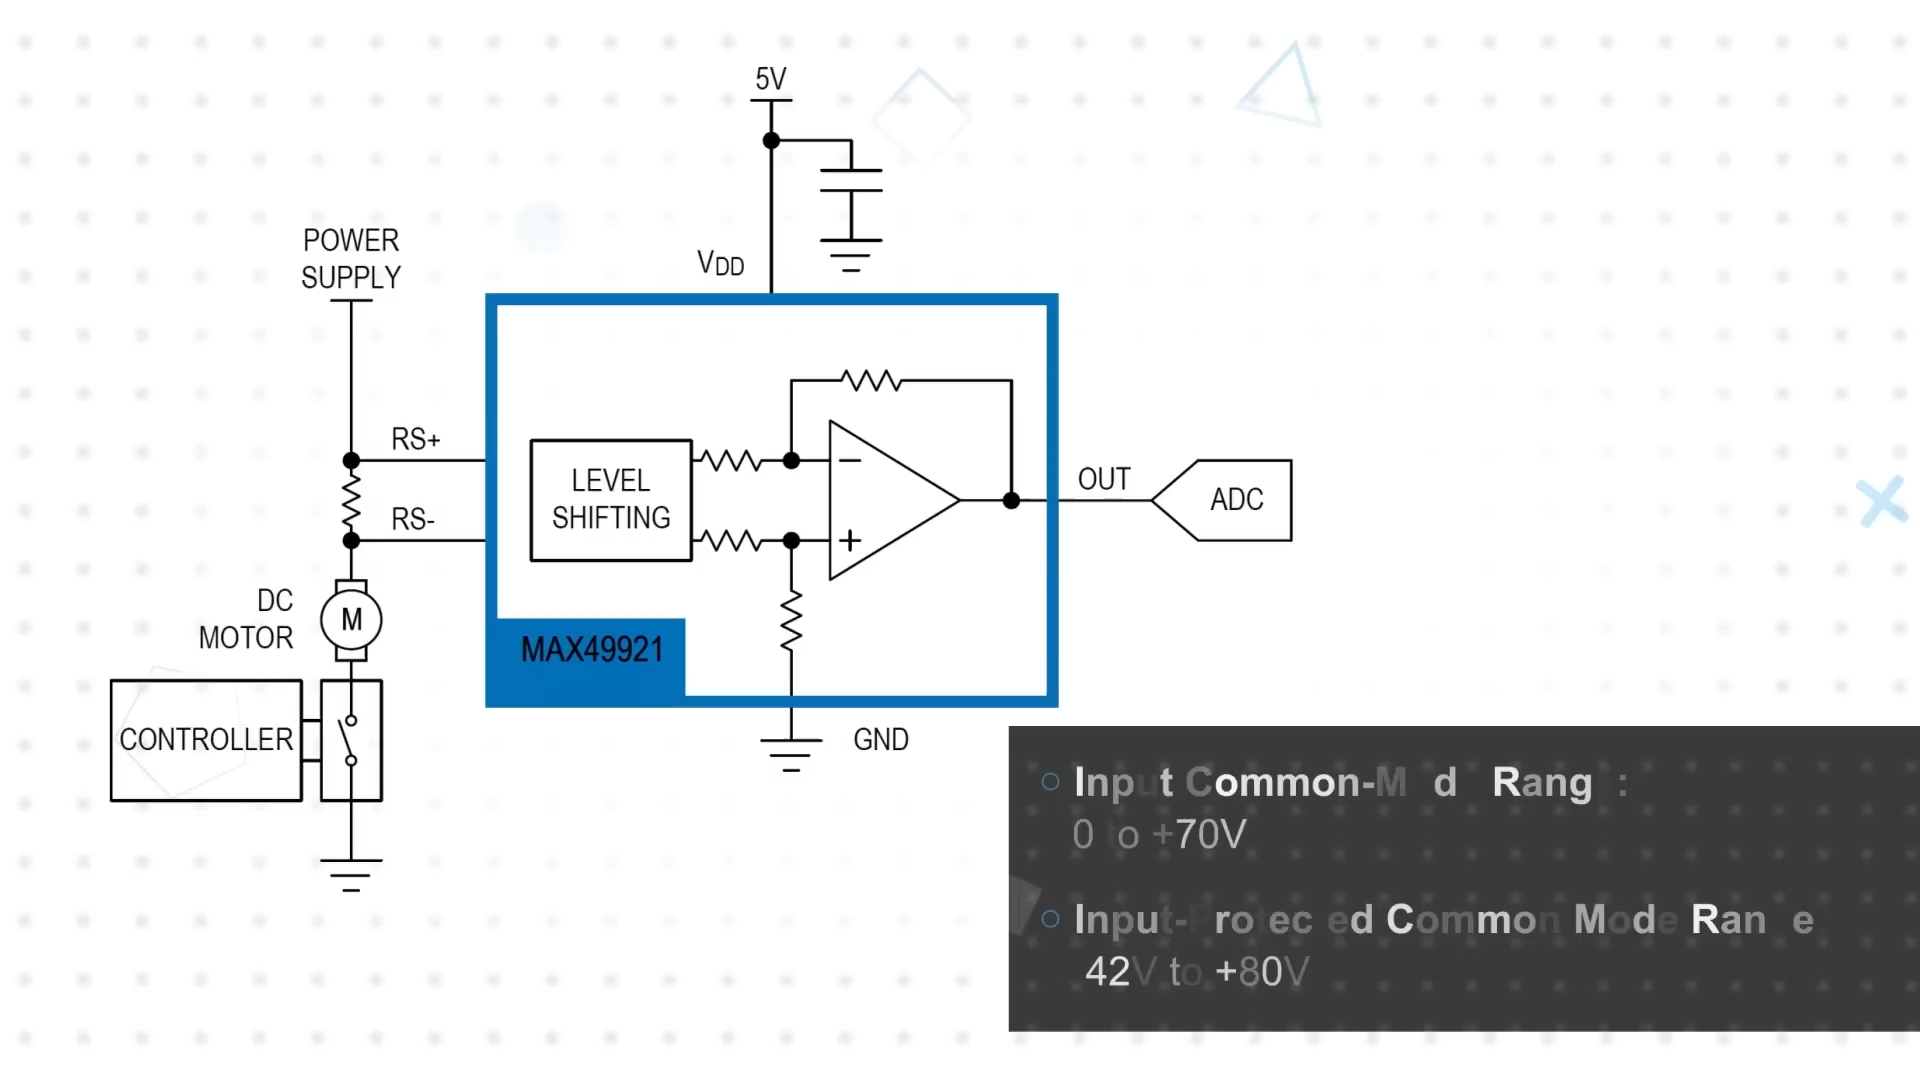 5V
POWER
SUPPLY
VDD
RS+
LEVEL
SHIFTING
OUT
ADC
RS-
DC
MOTOR
M
MAX49921
CONTROLLER
GND
Input Common-M d Rang :
0 o +70V
Input- ro ec ed Common Mode Ran e
42V to +80V